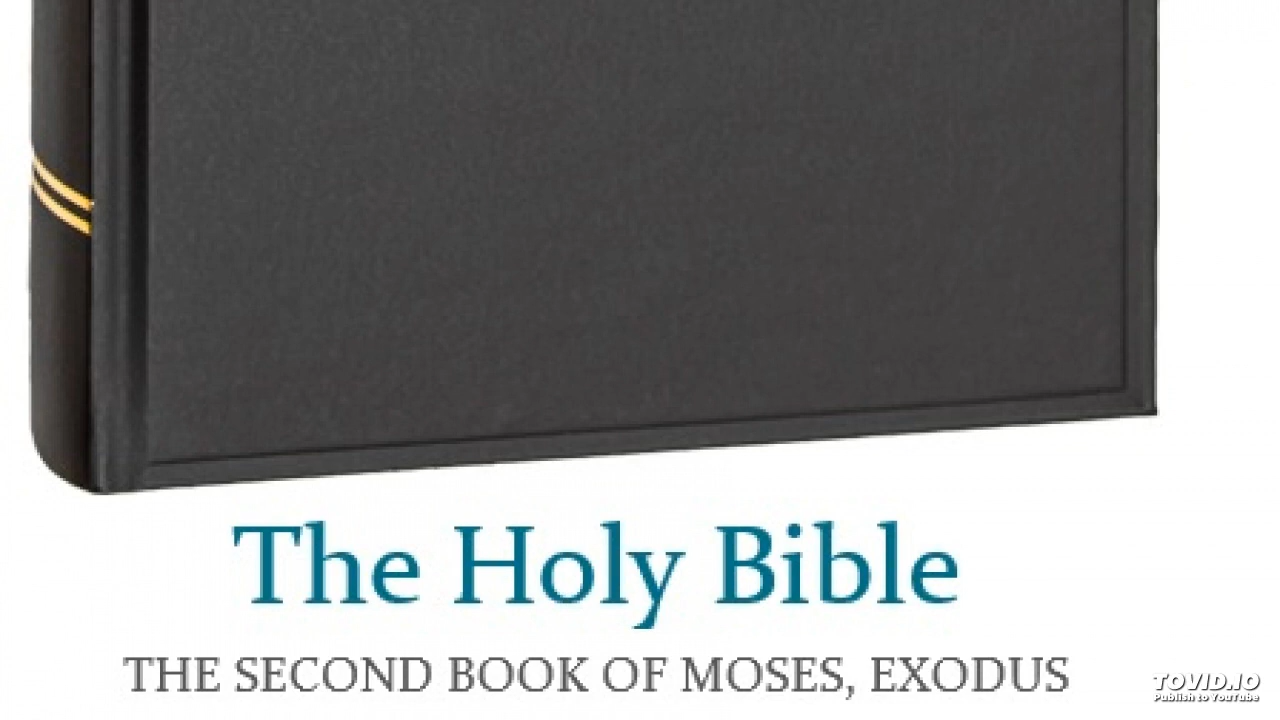 The Holy Bible
THE SECOND BOOK OF MOSES, EXODUS
TOVID.IO
Publish to YouTube